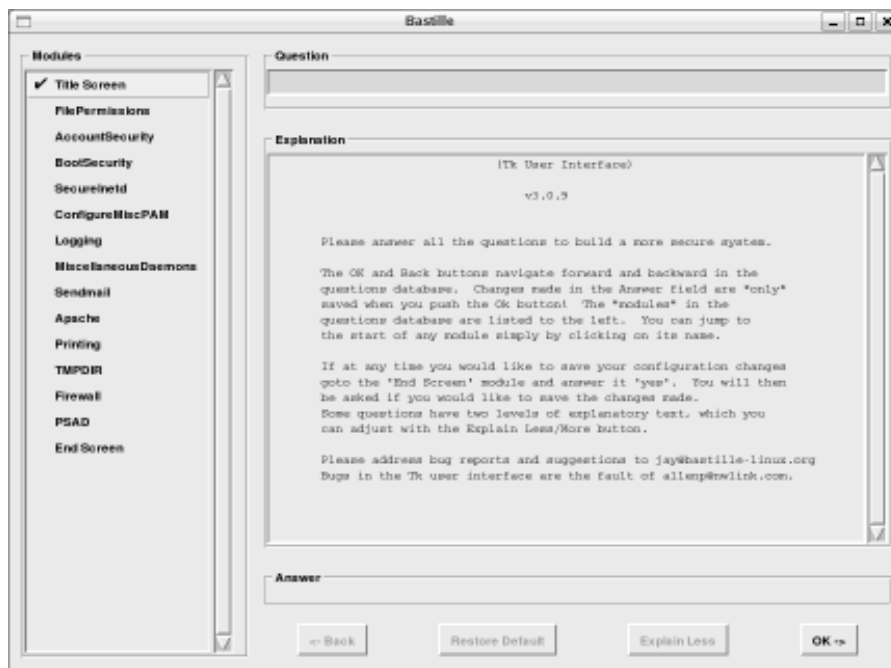 Bastille
Modules
✔ Title Screen
FilePermissions
AccountSecurity
BootSecurity
SecureInetd
ConfigureMiscPAM
Logging
MiscellaneousDaemons
Sendmail
Apache
Printing
TMPDIR
Firewall
PSAD
End Screen
Question
Explanation
(Tk User Interface)
v3.0.9
Please answer all the questions to build a more secure system.
The OK and Back buttons navigate forward and backward in the
questions database. Changes made in the Answer field are *only*
saved when you push the Ok button! The "modules" in the
questions database are listed to the left. You can jump to
the start of any module simply by clicking on its name.
If at any time you would like to save your configuration changes
goto the 'End Screen' module and answer it "yes". You will then
be asked if you would like to save the changes made.
Some questions have two levels of explanatory text, which you
can adjust with the Explain Less/More button.
Please address bug reports and suggestions to jay@bastille-linux.org
Bugs in the Tk user interface are the fault of allenp@nwlink.com.
Answer
<- Back
Restore Default
Explain Less
OK ->